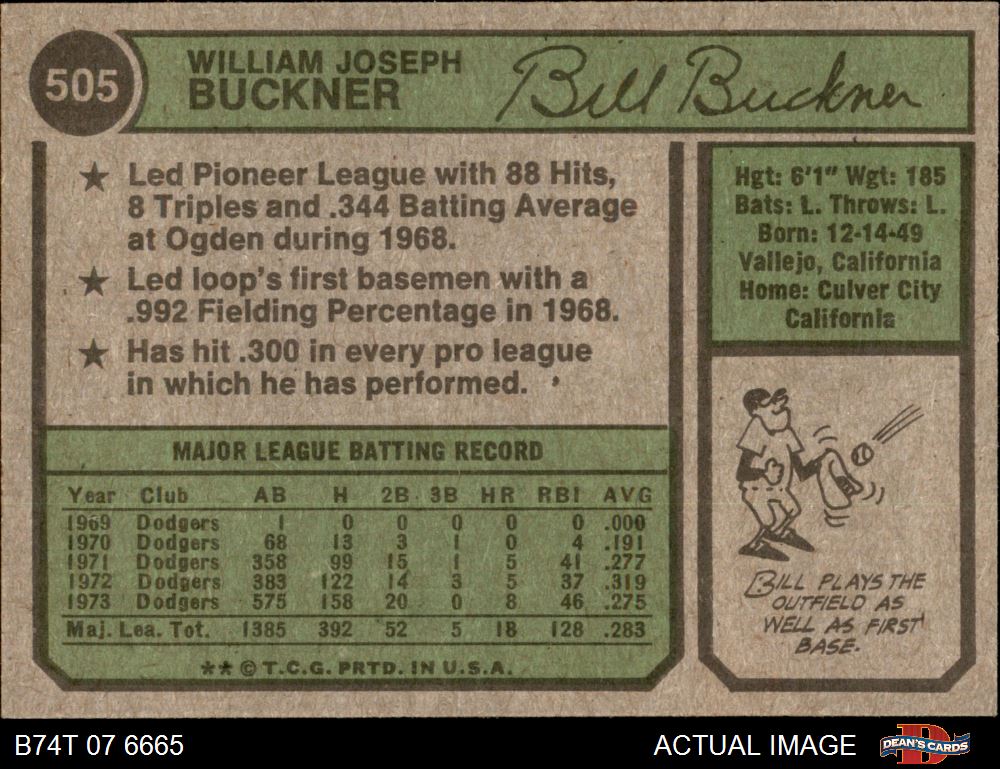 505
WILLIAM JOSEPH
BUCKNER
Bill Buckner
★ Led Pioneer League with 88 Hits,
8 Triples and .344 Batting Average
at Ogden during 1968.
★ Led loop's first basemen with a
.992 Fielding Percentage in 1968.
★ Has hit .300 in every pro league
in which he has performed.
Hgt: 6'1" Wgt: 185
Bats: L. Throws: L.
Born: 12-14-49
Vallejo, California
Home: Culver City
California
MAJOR LEAGUE BATTING RECORD
Year Club AB H 2B 3B HR RBI AVG
1969 Dodgers 1 0 0 0 0 0 .000
1970 Dodgers 68 13 3 1 0 4 .191
1971 Dodgers 358 99 15 1 5 41 .277
1972 Dodgers 383 122 14 3 5 37 .319
1973 Dodgers 575 158 20 0 8 46 .275
Maj. Lea. Tot. 1385 392 52 5 18 128 .283
** © T.C.G. PRTD. IN U.S.A.
BILL PLAYS THE
OUTFIELD AS
WELL AS FIRST
BASE.
B74T 07 6665
ACTUAL IMAGE
DEAN'S CARDS